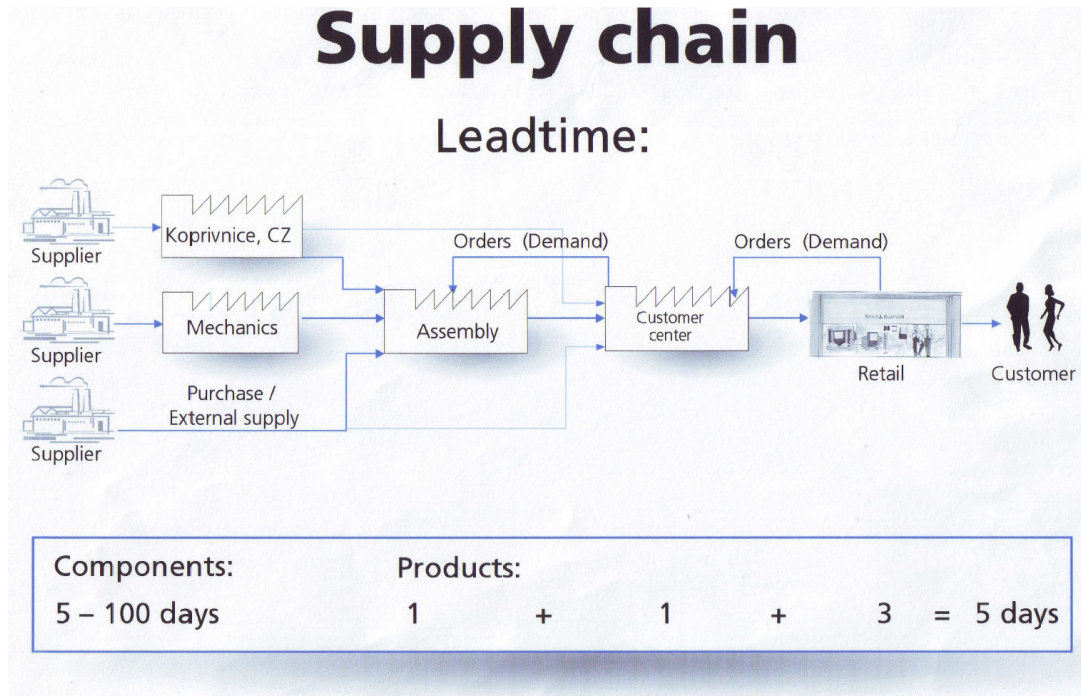 Supply chain
Leadtime:
Supplier
Koprivnice, CZ
Orders (Demand)
Orders (Demand)
Supplier
Mechanics
Assembly
Customer
center
Retail
Customer
Purchase /
External supply
Supplier
Components: Products:
5 – 100 days 1 + 1 + 3 = 5 days